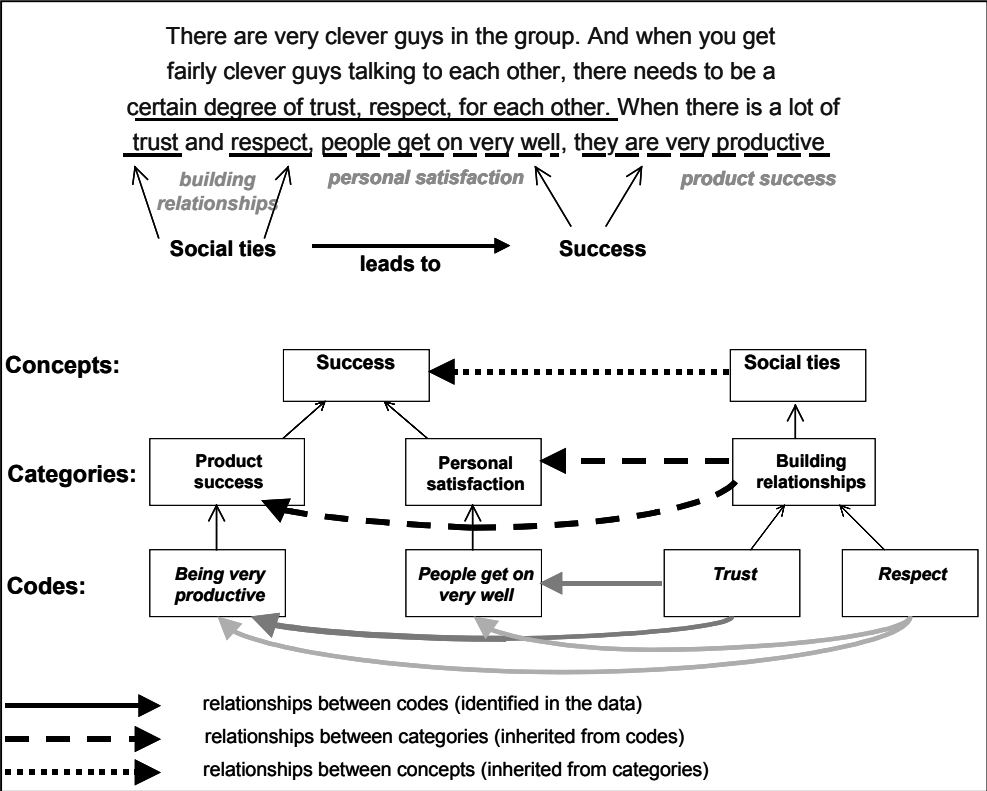 There are very clever guys in the group. And when you get
fairly clever guys talking to each other, there needs to be a
certain degree of trust, respect, for each other. When there is a lot of
trust and respect, people get on very well, they are very productive
building
relationships
personal satisfaction
product success
Social ties
leads to
Success
Concepts:
Success
Social ties
Categories:
Product
success
Personal
satisfaction
Building
relationships
Codes:
Being very
productive
People get on
very well
Trust
Respect
relationships between codes (identified in the data)
relationships between categories (inherited from codes)
relationships between concepts (inherited from categories)